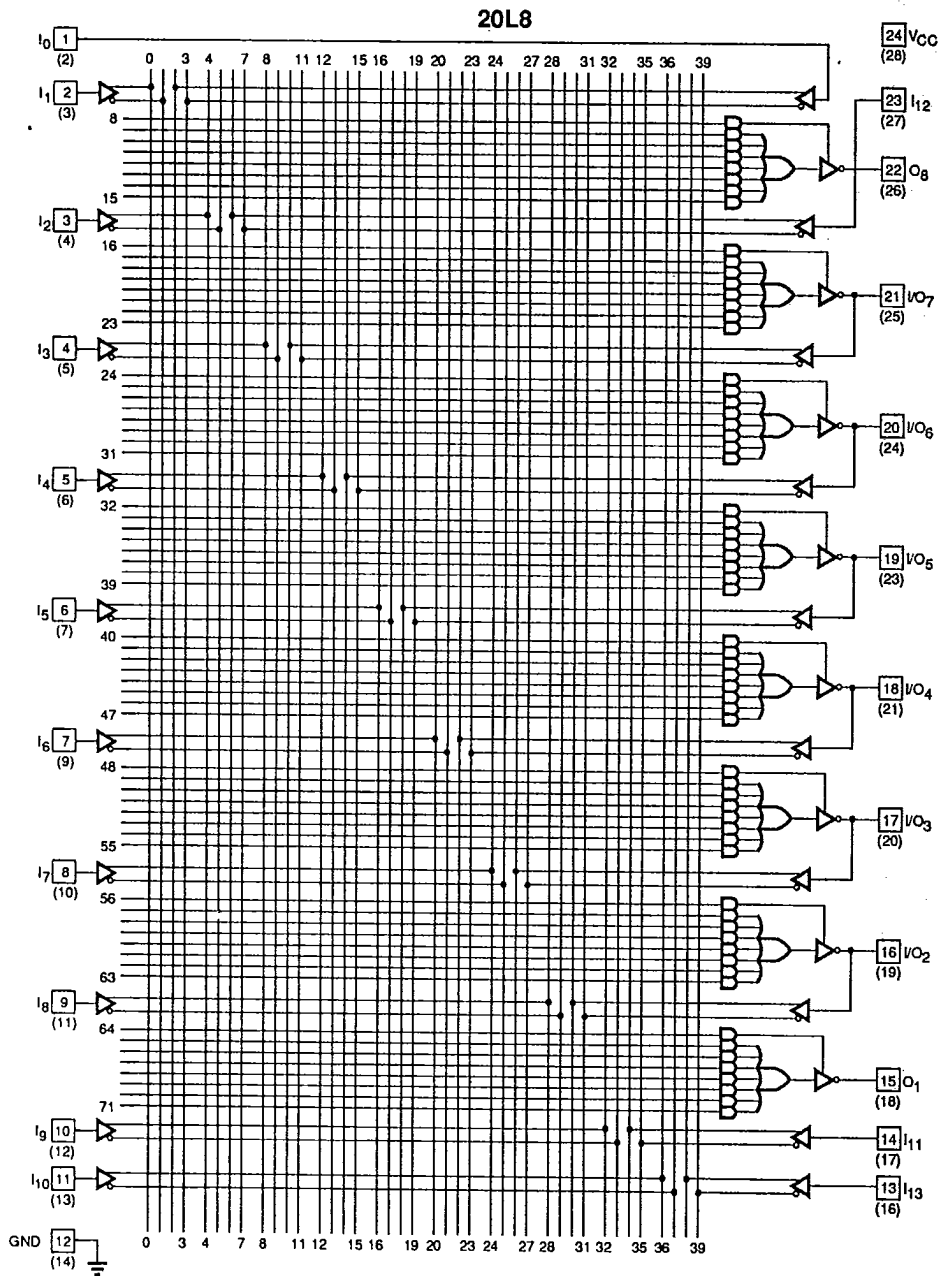 20L8
I0 1 (2)
24 VCC (28)
0 3 4 7 8 11 12 15 16 19 20 23 24 27 28 31 32 35 36 39
I1 2 (3)
23 I12 (27)
8
22 O8 (26)
15
I2 3 (4)
16
21 I/O7 (25)
23
I3 4 (5)
24
20 I/O6 (24)
31
I4 5 (6)
32
19 I/O5 (23)
39
I5 6 (7)
40
18 I/O4 (21)
47
I6 7 (9)
48
17 I/O3 (20)
55
I7 8 (10)
56
16 I/O2 (19)
63
I8 9 (11)
64
15 O1 (18)
71
I9 10 (12)
14 I11 (17)
I10 11 (13)
13 I13 (16)
GND 12 (14)
0 3 4 7 8 11 12 15 16 19 20 23 24 27 28 31 32 35 36 39